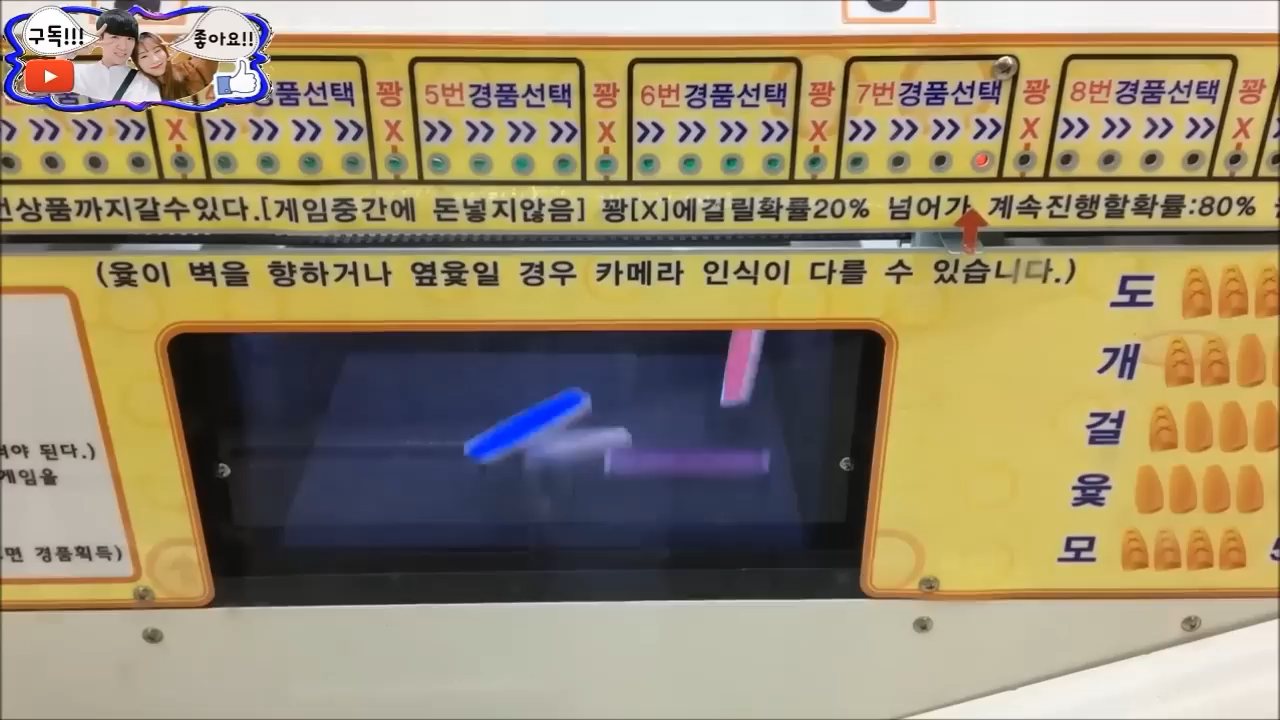 구독!!!
좋아요!!
경품선택 꽝 5번경품선택 꽝 6번경품선택 꽝 7번경품선택 꽝 8번경품선택 꽝
X X X X X X
상품까지갈수있다.[게임중간에 돈넣지않음] 꽝[X]에걸릴확률20% 넘어가 계속진행할확률:80%
(윷이 벽을 향하거나 옆윷일 경우 카메라 인식이 다를 수 있습니다.)
도
개
걸
윷
모
야 된다.)
게임을
면 경품획득)